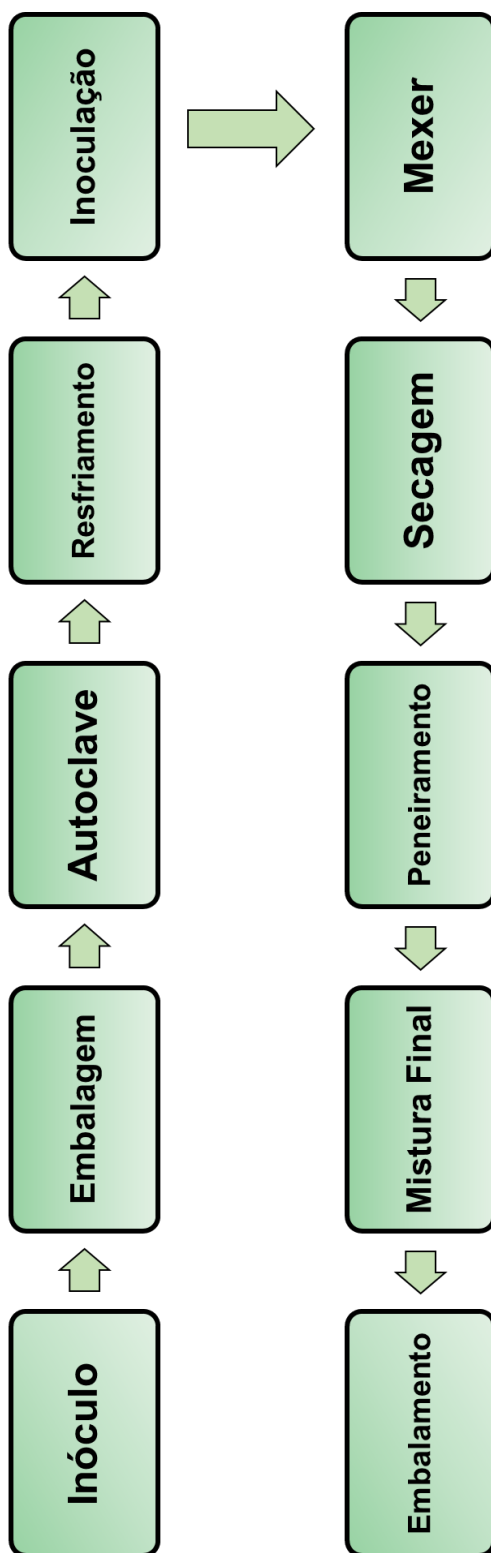 Inóculo
Embalagem
Autoclave
Resfriamento
Inoculação
Mexer
Secagem
Peneiramento
Mistura Final
Embalamento